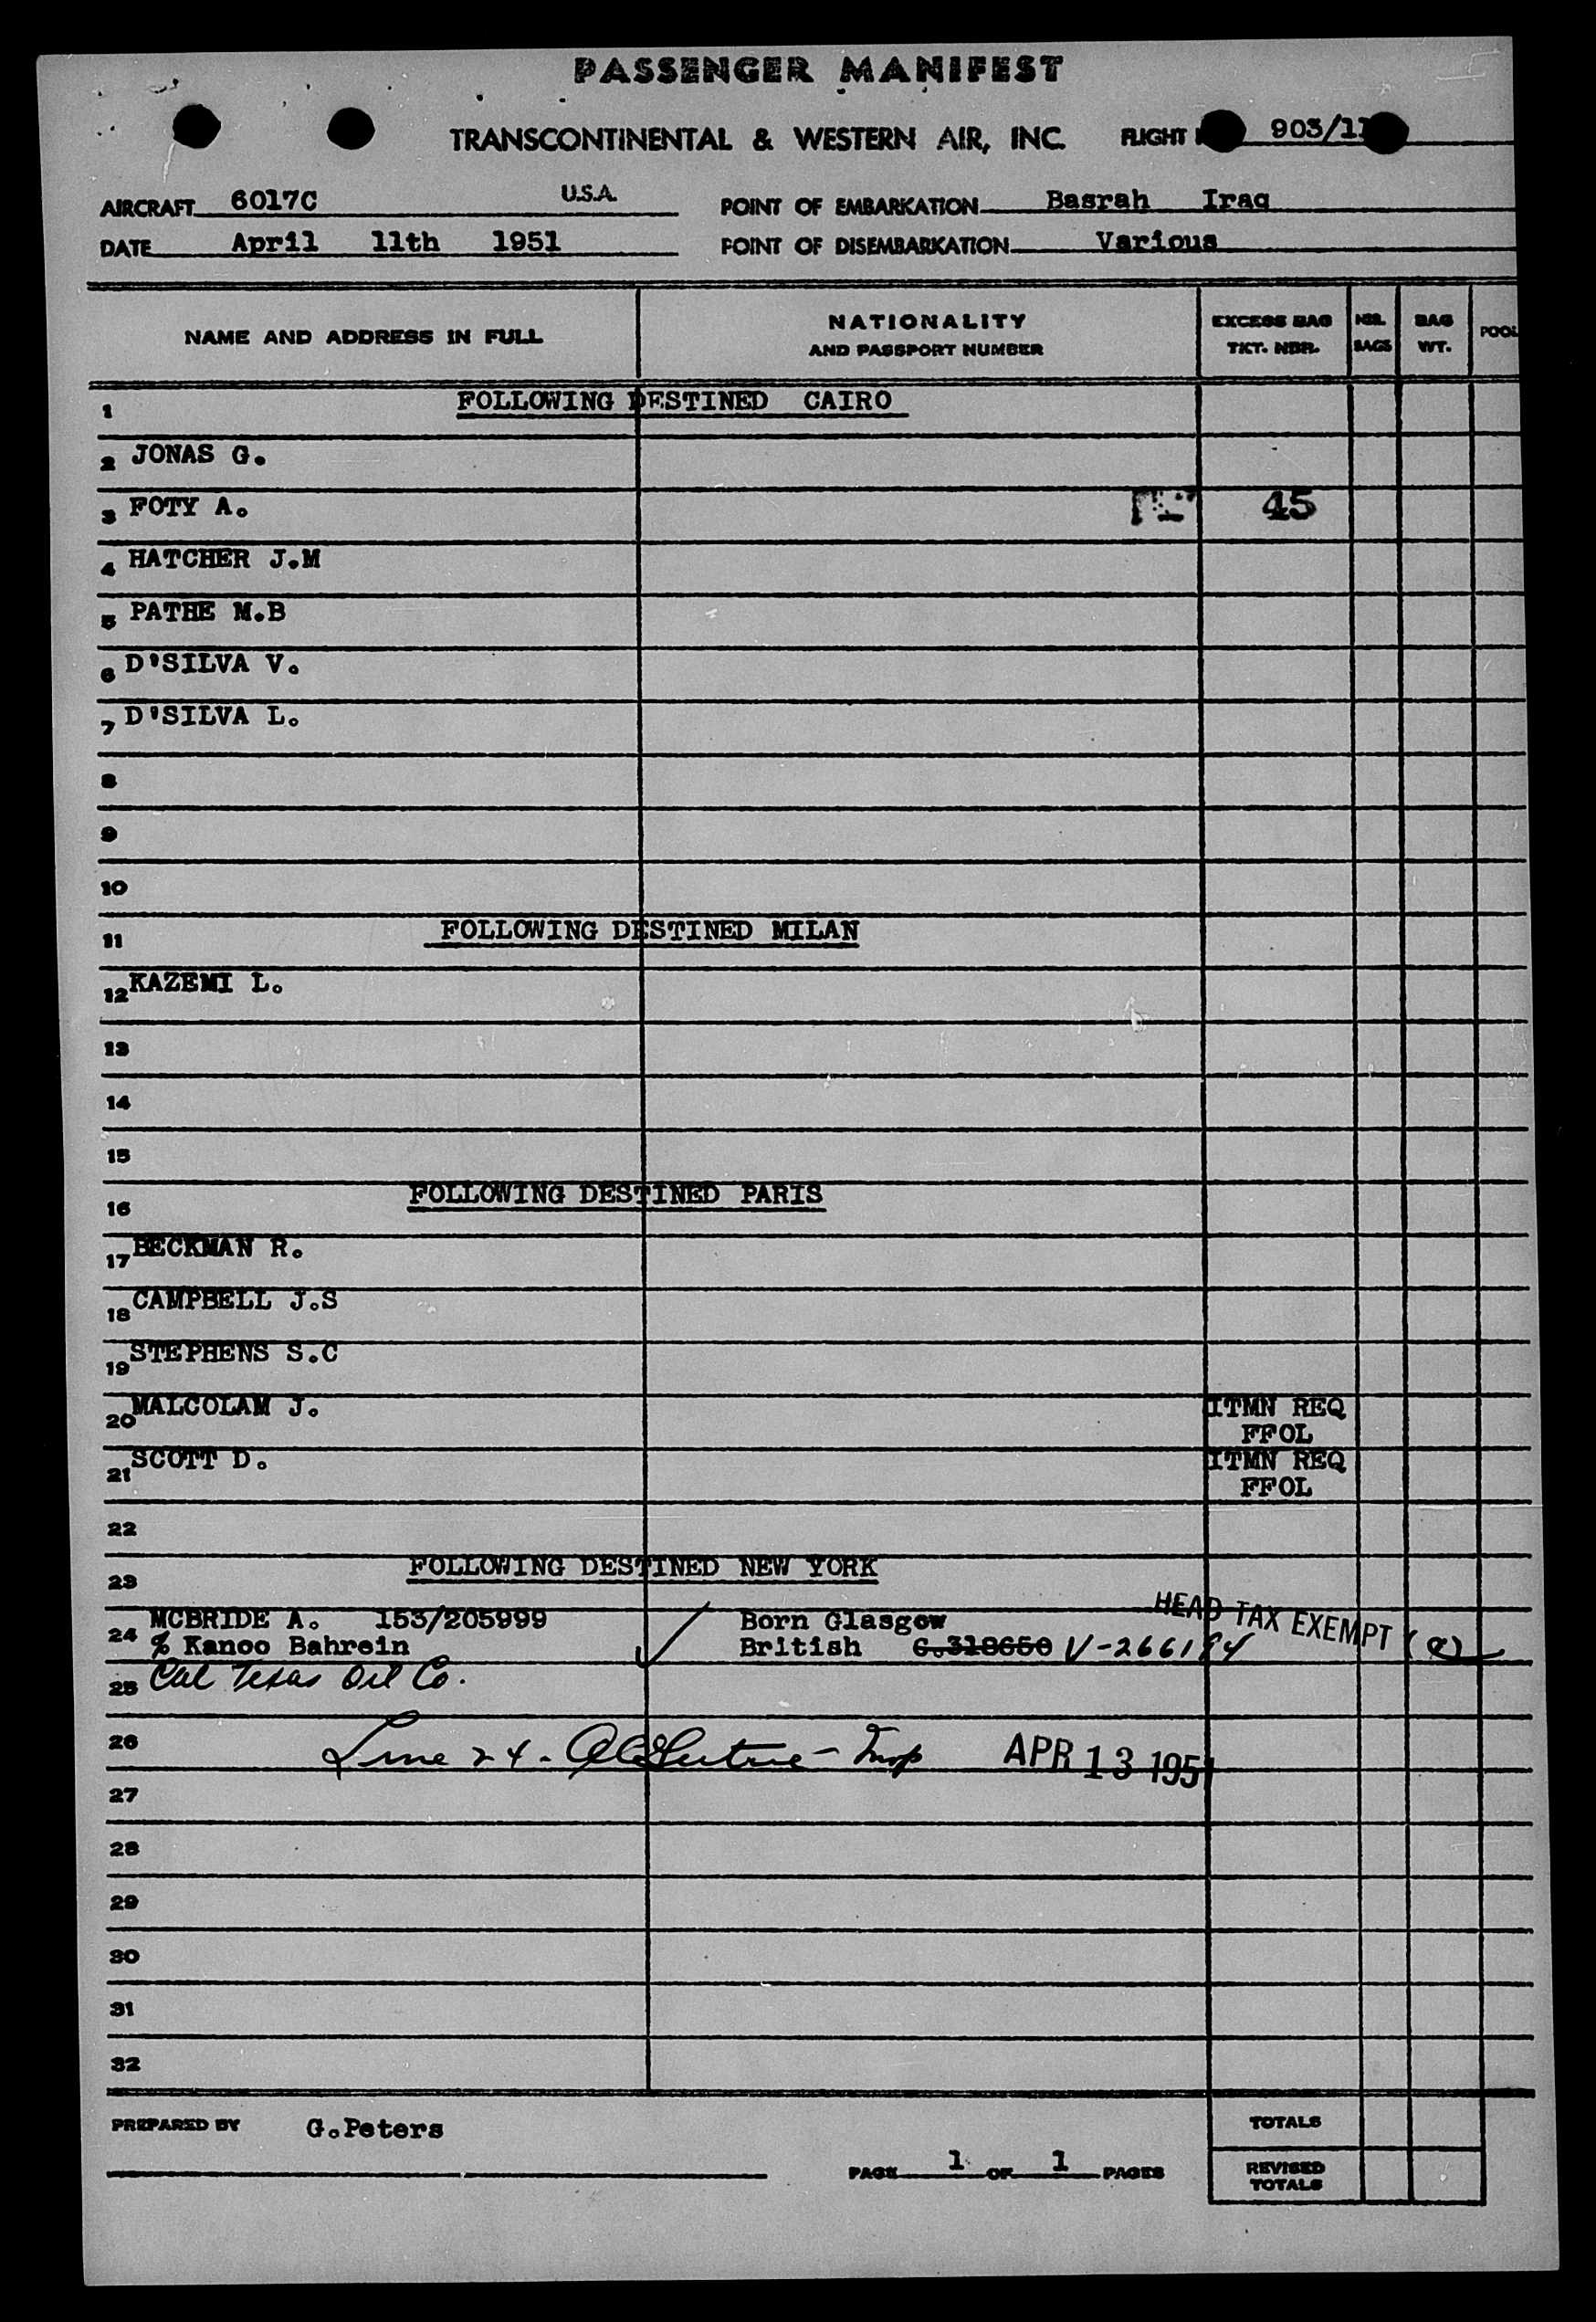 PASSENGER MANIFEST
TRANSCONTINENTAL & WESTERN AIR, INC. FLIGHT 903/11
AIRCRAFT 6017C U.S.A. POINT OF EMBARKATION Basrah Iraq
DATE April 11th 1951 POINT OF DISEMBARKATION Various
NAME AND ADDRESS IN FULL
NATIONALITY
AND PASSPORT NUMBER
EXCESS BAG
TKT. NBR.
NBR.
BAGS
BAG
WT.
POOL
1 FOLLOWING DESTINED CAIRO
2 JONAS G.
3 FOTY A. 45
4 HATCHER J.M
5 PATHE M.B
6 D'SILVA V.
7 D'SILVA L.
8
9
10
11 FOLLOWING DESTINED MILAN
12 KAZEMI L.
13
14
15
16 FOLLOWING DESTINED PARIS
17 BECKMAN R.
18 CAMPBELL J.S
19 STEPHENS S.C
20 MALCOLAM J. ITMN REQ
FFOL
21 SCOTT D. ITMN REQ
FFOL
22
23 FOLLOWING DESTINED NEW YORK
24 MCBRIDE A. 153/205999 Born Glasgow HEAD TAX EXEMPT (a)
% Kanoo Bahrein British G.318650 V-266194
25 Cal Texas Oil Co.
26 Line 24 - Insp APR 13 1951
27
28
29
30
31
32
PREPARED BY G.Peters TOTALS
PAGE 1 OF 1 PAGES REVISED
TOTALS